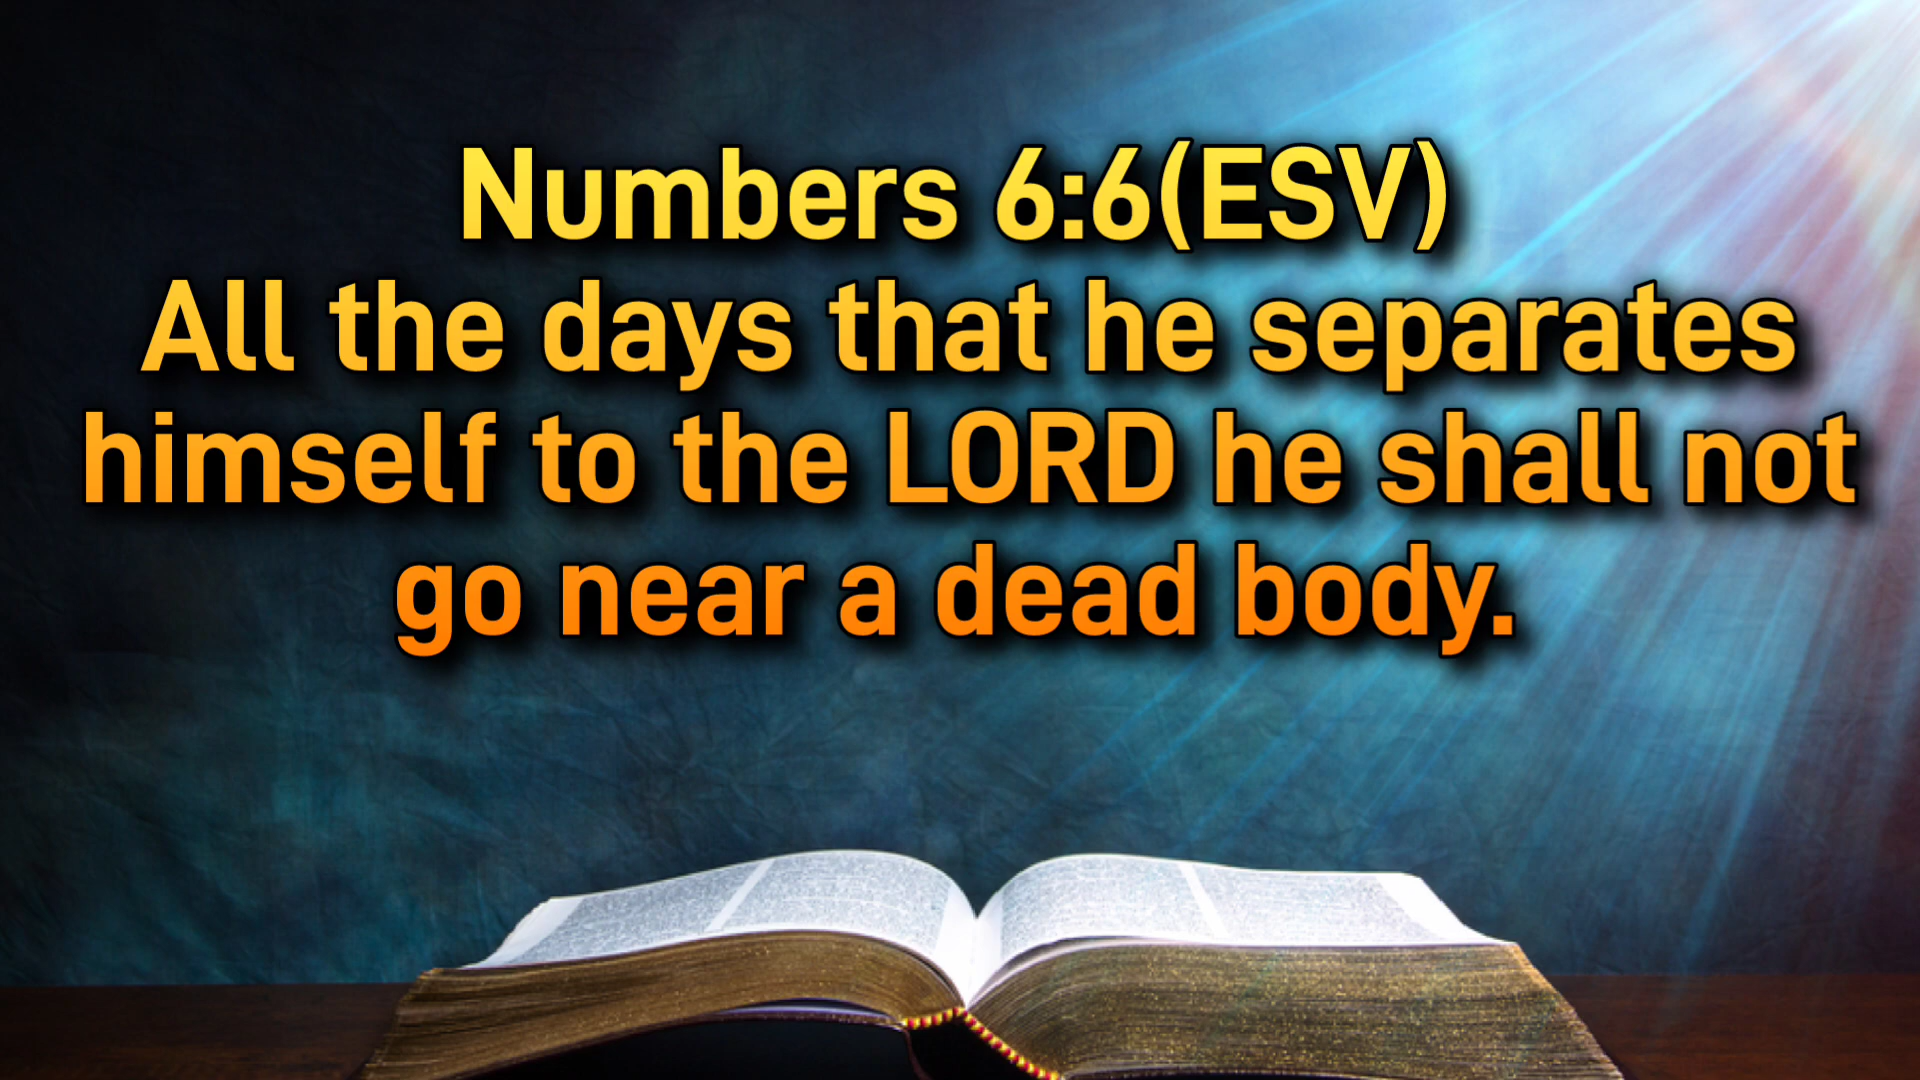 Numbers 6:6(ESV)
All the days that he separates
himself to the LORD he shall not
go near a dead body.